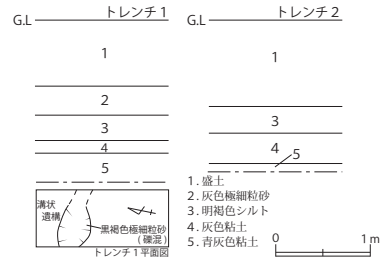 トレンチ1
G.L
1
2
3
4
5
溝状
遺構
黒褐色極細粒砂
(礫混)
トレンチ1平面図
トレンチ2
G.L
1
3
4
5
1. 盛土
2. 灰色極細粒砂
3. 明褐色シルト
4. 灰色粘土
5. 青灰色粘土
0 1m